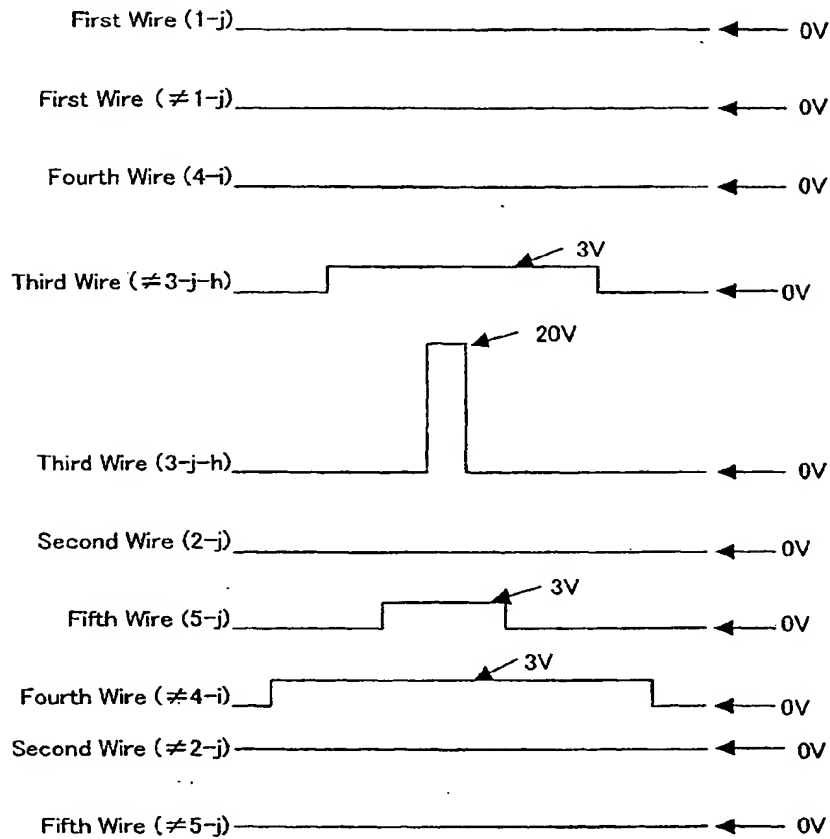 First Wire (1-j) 0V
First Wire (≠1-j) 0V
Fourth Wire (4-i) 0V
3V
Third Wire (≠3-j-h) 0V
20V
Third Wire (3-j-h) 0V
Second Wire (2-j) 0V
3V
Fifth Wire (5-j) 0V
3V
Fourth Wire (≠4-i) 0V
Second Wire (≠2-j) 0V
Fifth Wire (≠5-j) 0V